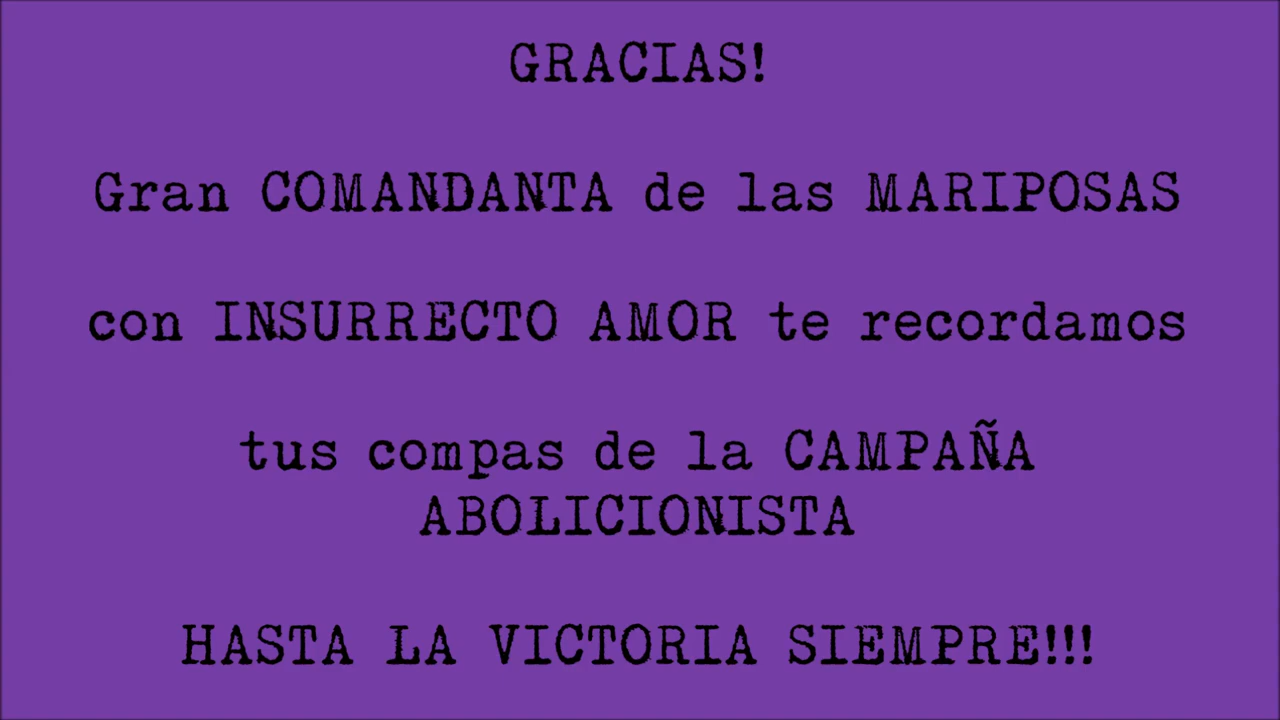 GRACIAS!
Gran COMANDANTA de las MARIPOSAS
con INSURRECTO AMOR te recordamos
tus compas de la CAMPAÑA
ABOLICIONISTA
HASTA LA VICTORIA SIEMPRE!!!